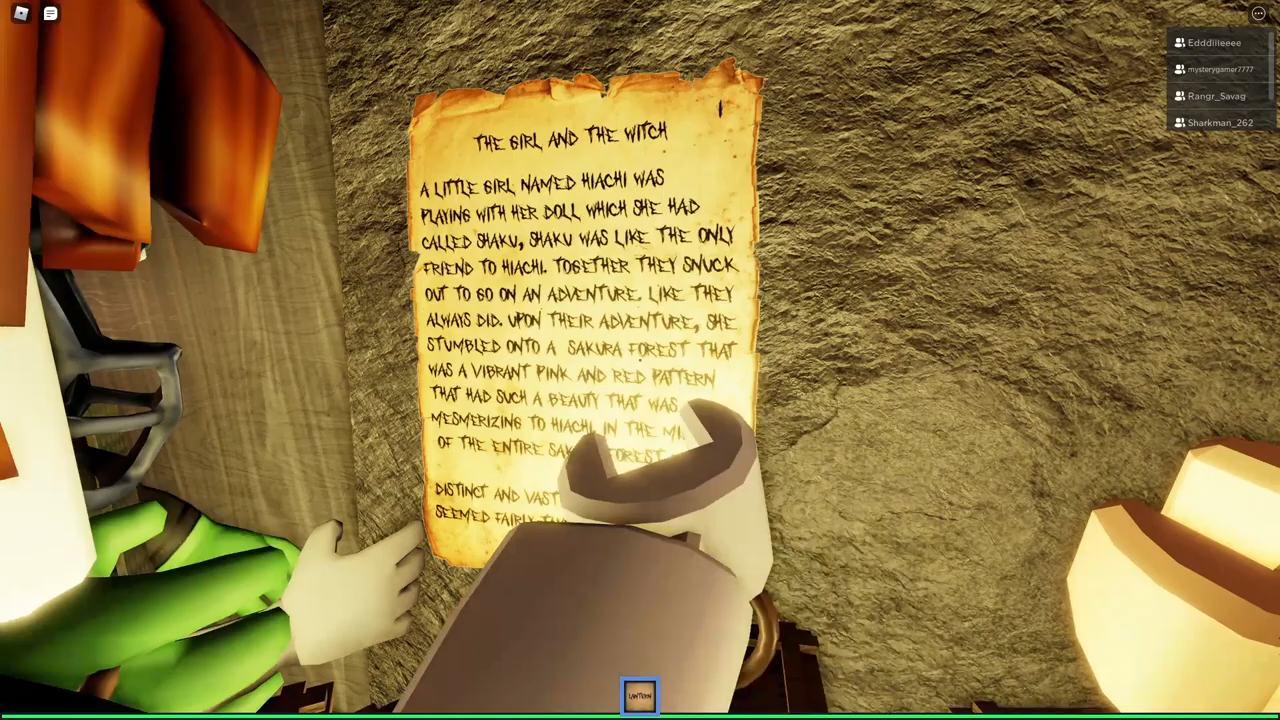 THE GIRL AND THE WITCH
A LITTLE GIRL NAMED HIACHI WAS
PLAYING WITH HER DOLL WHICH SHE HAD
CALLED SHAKU, SHAKU WAS LIKE THE ONLY
FRIEND TO HIACHI. TOGETHER THEY SNUCK
OUT TO GO ON AN ADVENTURE. LIKE THEY
ALWAYS DID. UPON THEIR ADVENTURE, SHE
STUMBLED ONTO A SAKURA FOREST THAT
WAS A VIBRANT PINK AND RED PATTERN
THAT HAD SUCH A BEAUTY THAT WAS
MESMERIZING TO HIACHI. IN THE
OF THE ENTIRE FOREST
DISTINCT AND VAST
SEEMED FAIRLY
Edddiiieeee
mysterygamer7777
Rangr_Savag
Sharkman_262
LANTERN